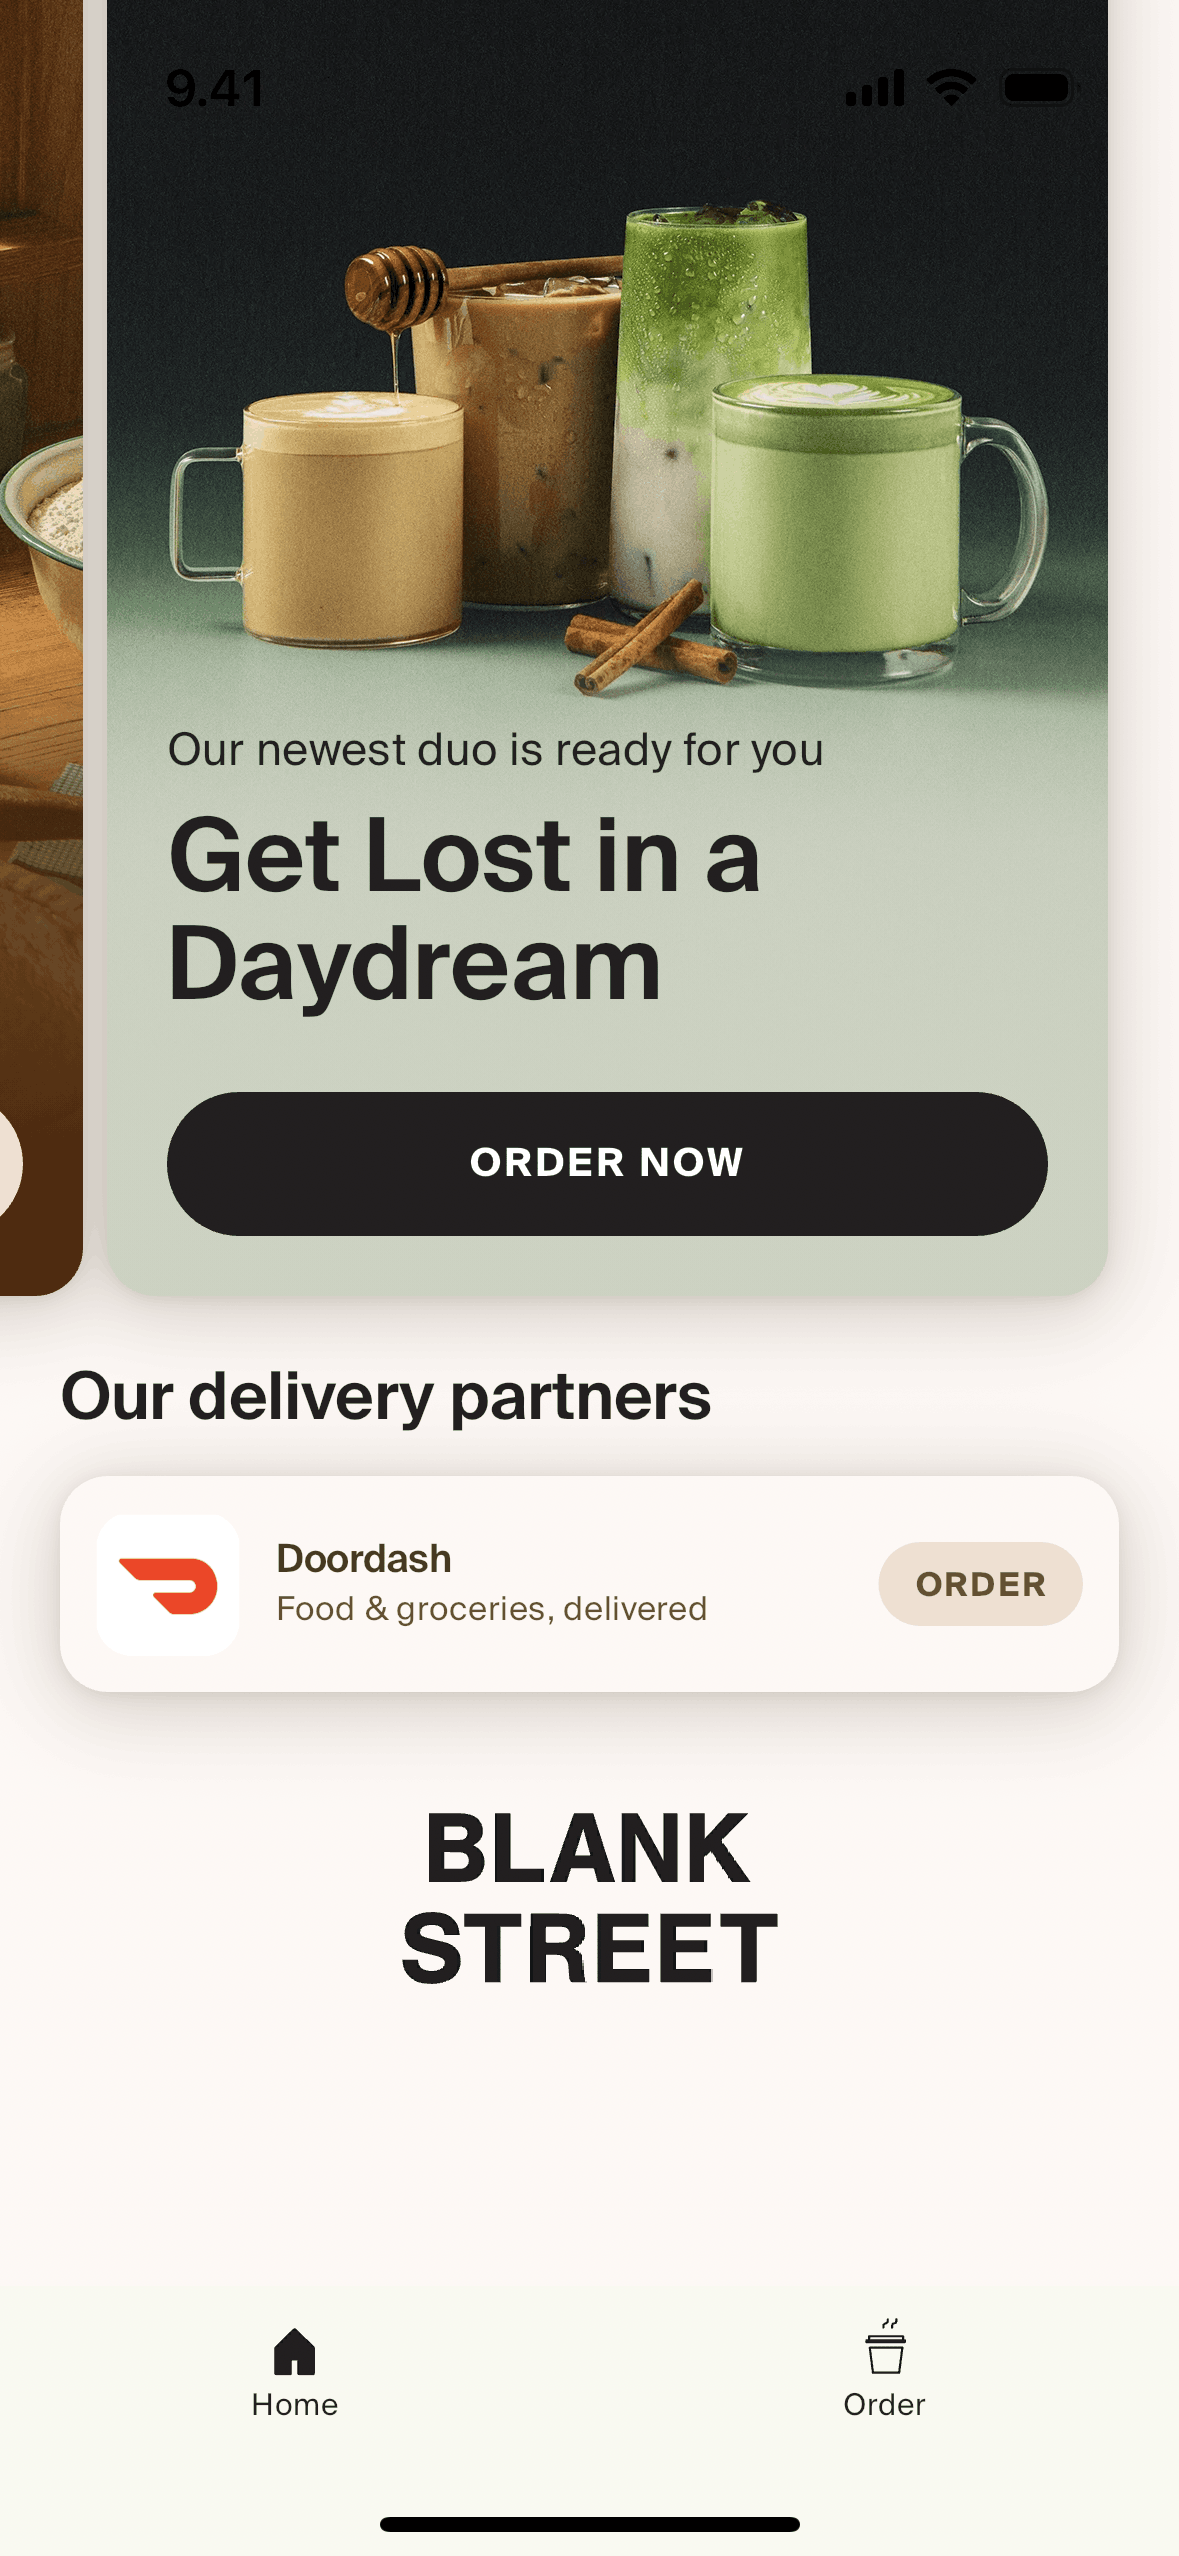 9.41
Our newest duo is ready for you
Get Lost in a
Daydream
ORDER NOW
Our delivery partners
Doordash
Food & groceries, delivered
ORDER
BLANK
STREET
Home
Order